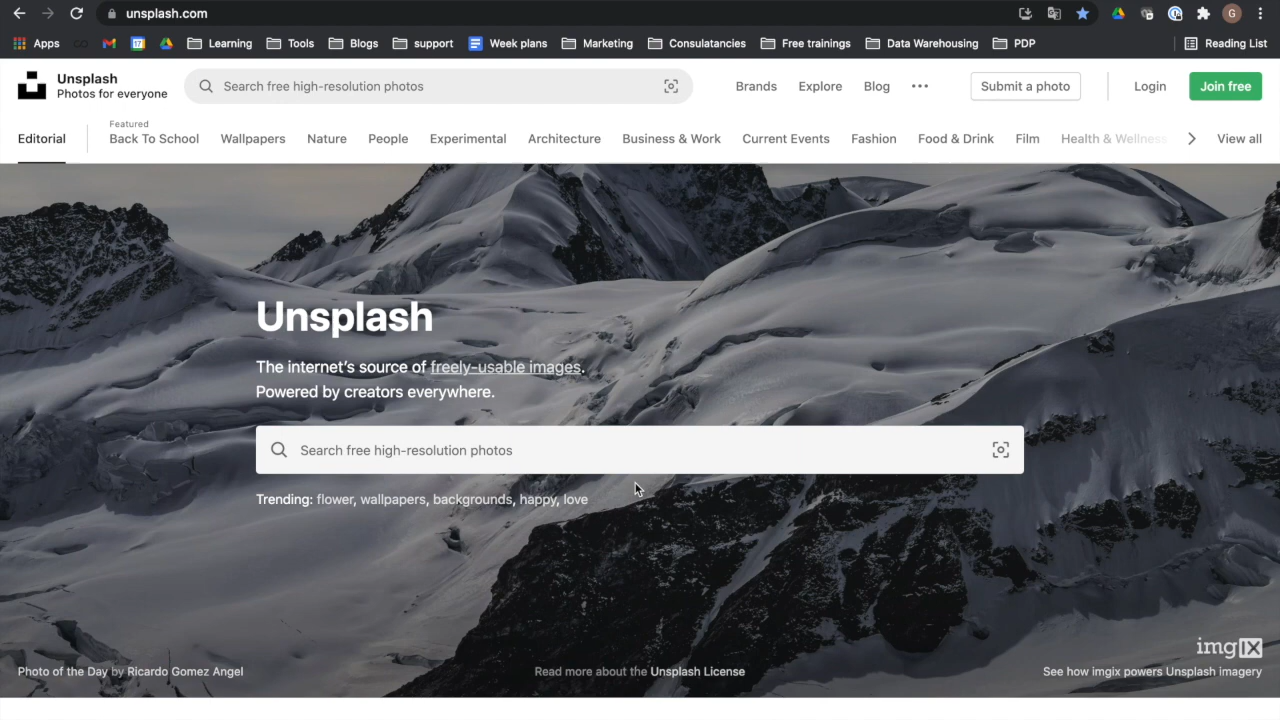 unsplash.com
G
Apps
17
Learning
Tools
Blogs
support
Week plans
Marketing
Consulatancies
Free trainings
Data Warehousing
PDP
Reading List
Unsplash
Photos for everyone
Search free high-resolution photos
Brands
Explore
Blog
Submit a photo
Login
Join free
Editorial
Featured
Back To School
Wallpapers
Nature
People
Experimental
Architecture
Business & Work
Current Events
Fashion
Food & Drink
Film
Health & Wellness
View all
Unsplash
The internet's source of freely-usable images.
Powered by creators everywhere.
Search free high-resolution photos
Trending: flower, wallpapers, backgrounds, happy, love
imgIX
Photo of the Day by Ricardo Gomez Angel
Read more about the Unsplash License
See how imgix powers Unsplash imagery